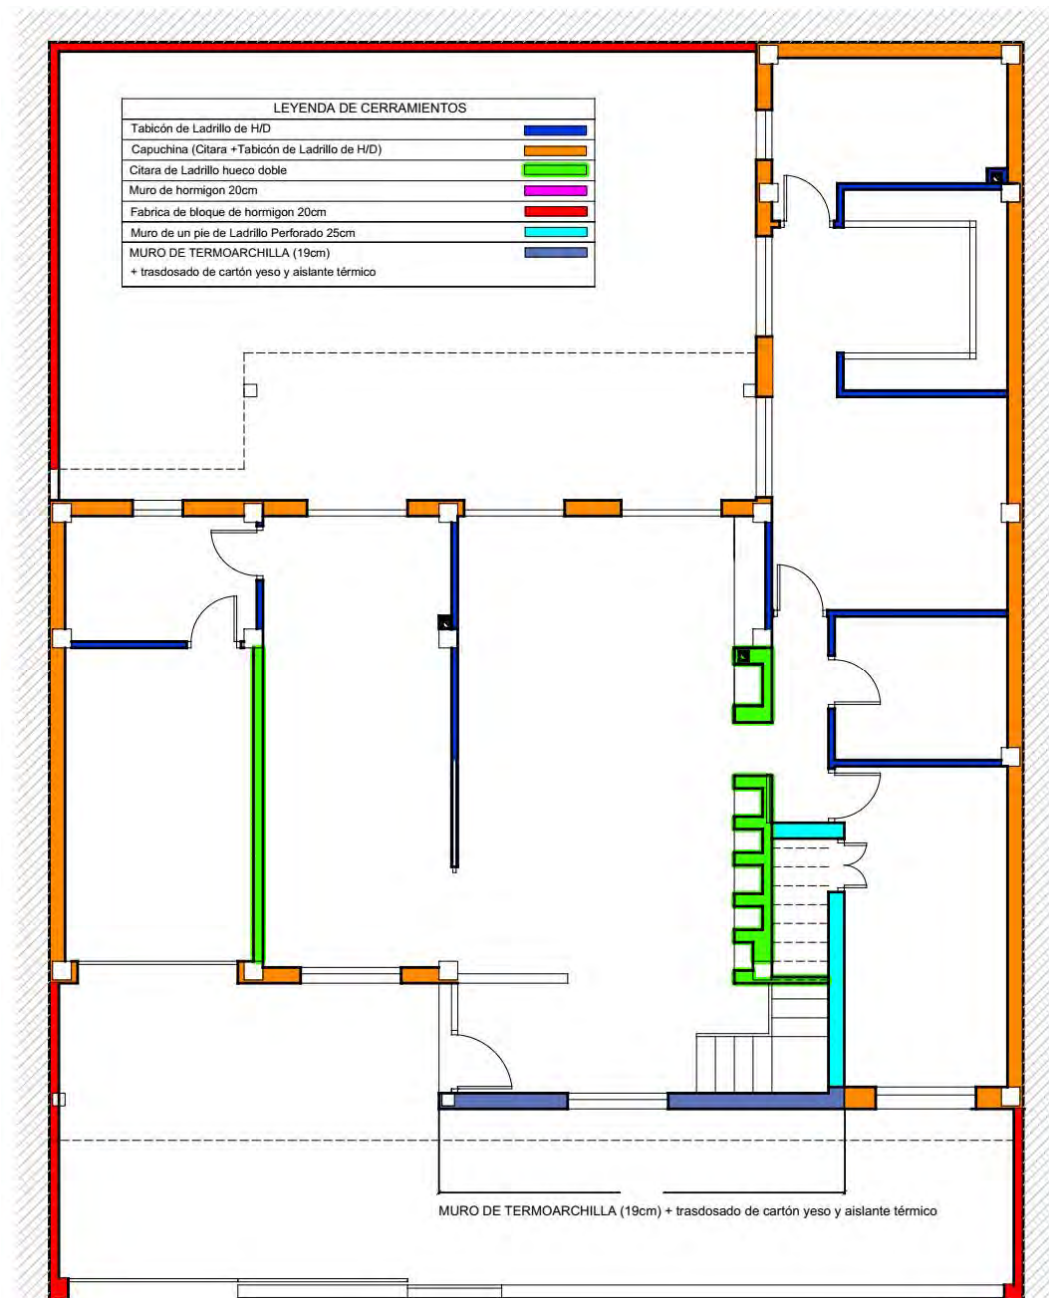 LEYENDA DE CERRAMIENTOS
Tabicón de Ladrillo de H/D
Capuchina (Citara +Tabicón de Ladrillo de H/D)
Citara de Ladrillo hueco doble
Muro de hormigon 20cm
Fabrica de bloque de hormigon 20cm
Muro de un pie de Ladrillo Perforado 25cm
MURO DE TERMOARCHILLA (19cm)
+ trasdosado de cartón yeso y aislante térmico
MURO DE TERMOARCHILLA (19cm) + trasdosado de cartón yeso y aislante térmico